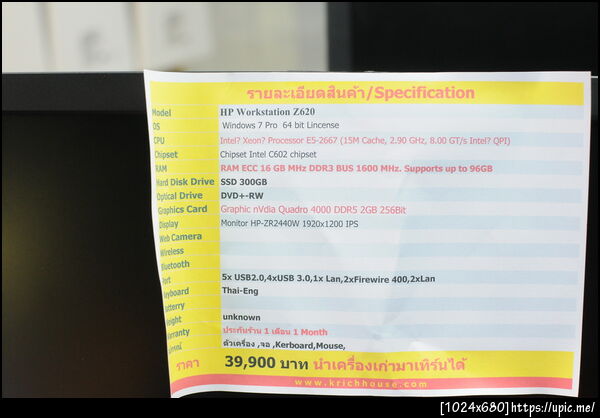 รายละเอียดสินค้า/Specification
Model HP Workstation Z620
OS Windows 7 Pro 64 bit Lincense
CPU Intel? Xeon? Processor E5-2667 (15M Cache, 2.90 GHz, 8.00 GT/s Intel? QPI)
Chipset Chipset Intel C602 chipset
RAM RAM ECC 16 GB MHz DDR3 BUS 1600 MHz. Supports up to 96GB
Hard Disk Drive SSD 300GB
Optical Drive DVD+-RW
Graphics Card Graphic nVdia Quadro 4000 DDR5 2GB 256Bit
Display Monitor HP-ZR2440W 1920x1200 IPS
Web Camera
Wireless
Bluetooth
Port 5x USB2.0,4xUSB 3.0,1x Lan,2xFirewire 400,2xLan
Keyboard Thai-Eng
Batterry
Weight unknown
Warranty ประกันร้าน 1 เดือน 1 Month
ตัวเครื่อง ,จอ ,Kerboard,Mouse,
ราคา 39,900 บาท นำเครื่องเก่ามาเทิร์นได้
www.krichhouse.com
[1024x680]https://upic.me/